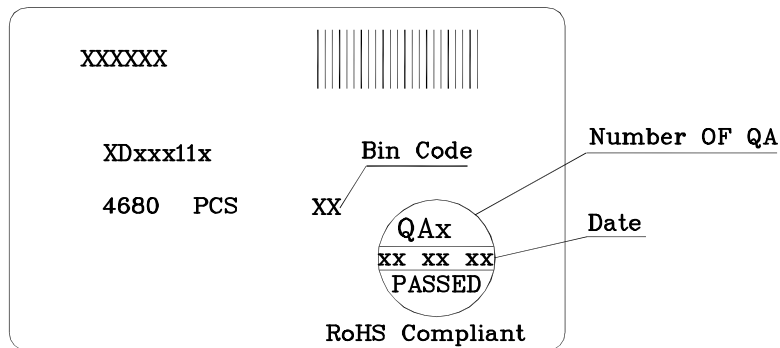 XXXXXX
XDxxx11x
Bin Code
Number OF QA
4680 PCS
XX
QAx
Date
xx xx xx
PASSED
RoHS Compliant